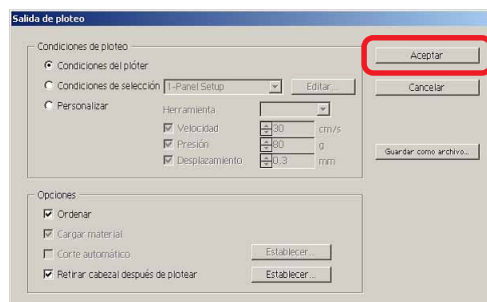 Salida de ploteo
Condiciones de ploteo
Condiciones del plóter
Condiciones de selección 1-Panel Setup Editar...
Personalizar
Herramienta
Velocidad 30 cm/s
Presión 80 g
Desplazamiento 0.3 mm
Aceptar
Cancelar
Guardar como archivo...
Opciones
Ordenar
Cargar material
Corte automático Establecer...
Retirar cabezal después de plotear Establecer...